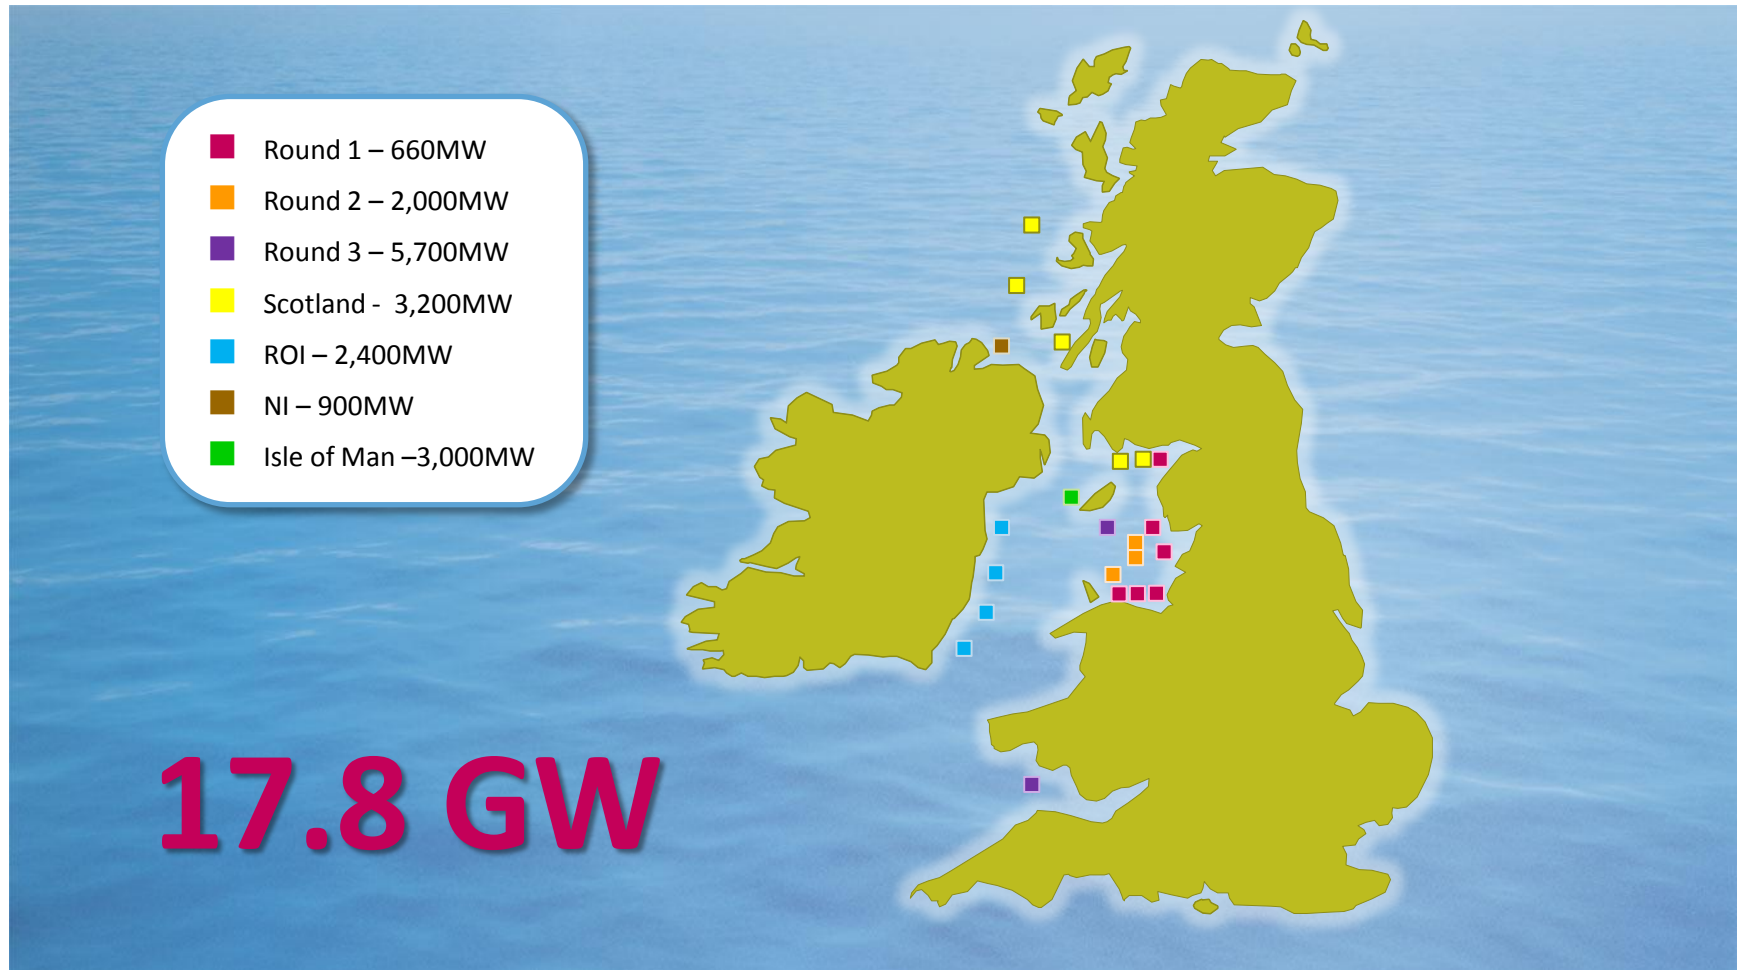 Round 1 – 660MW
Round 2 – 2,000MW
Round 3 – 5,700MW
Scotland -  3,200MW
ROI – 2,400MW
NI – 900MW
Isle of Man –3,000MW
17.8 GW